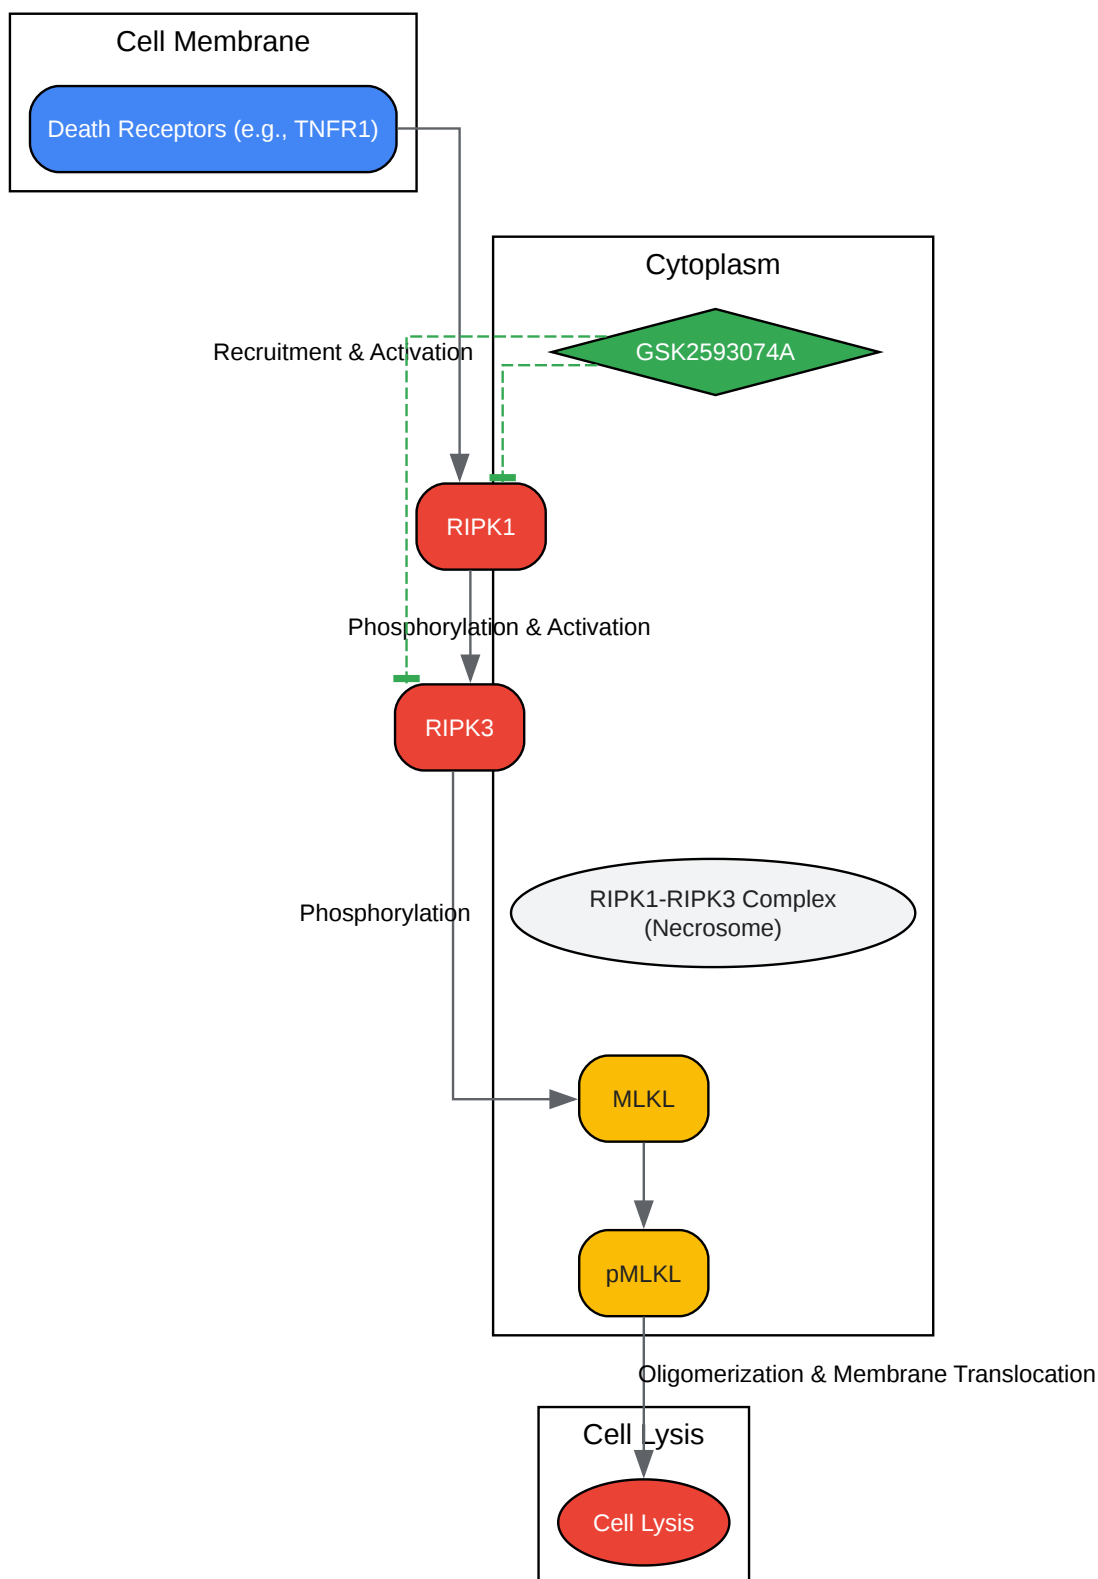 Cell Membrane
Death Receptors (e.g., TNFR1)
Cytoplasm
Recruitment & Activation
GSK2593074A
RIPK1
Phosphorylation & Activation
RIPK3
Phosphorylation
RIPK1-RIPK3 Complex
(Necrosome)
MLKL
pMLKL
Oligomerization & Membrane Translocation
Cell Lysis
Cell Lysis